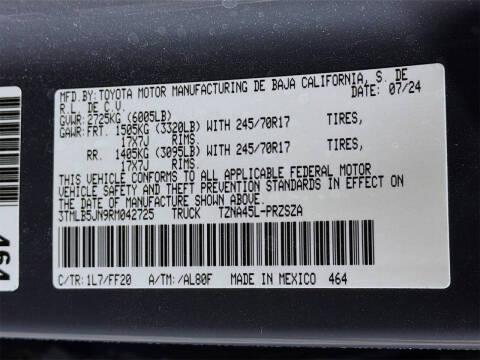 MFD.BY: TOYOTA MOTOR MANUFACTURING DE BAJA CALIFORNIA, S. DE
R.L. DE C.V. DATE: 07/24
GVWR: 2725KG (6005LB)
GAWR: FRT. 1505KG (3320LB) WITH 245/70R17 TIRES,
17X7J RIMS.
RR. 1405KG (3095LB) WITH 245/70R17 TIRES,
17X7J RIMS.
THIS VEHICLE CONFORMS TO ALL APPLICABLE FEDERAL MOTOR
VEHICLE SAFETY AND THEFT PREVENTION STANDARDS IN EFFECT ON
THE DATE OF MANUFACTURE SHOWN ABOVE.
3TMLB5JN9RM042725 TRUCK TZNA45L-PRZSZA
C/TR: 1L7/FF20 A/TM: /AL80F MADE IN MEXICO 464
464